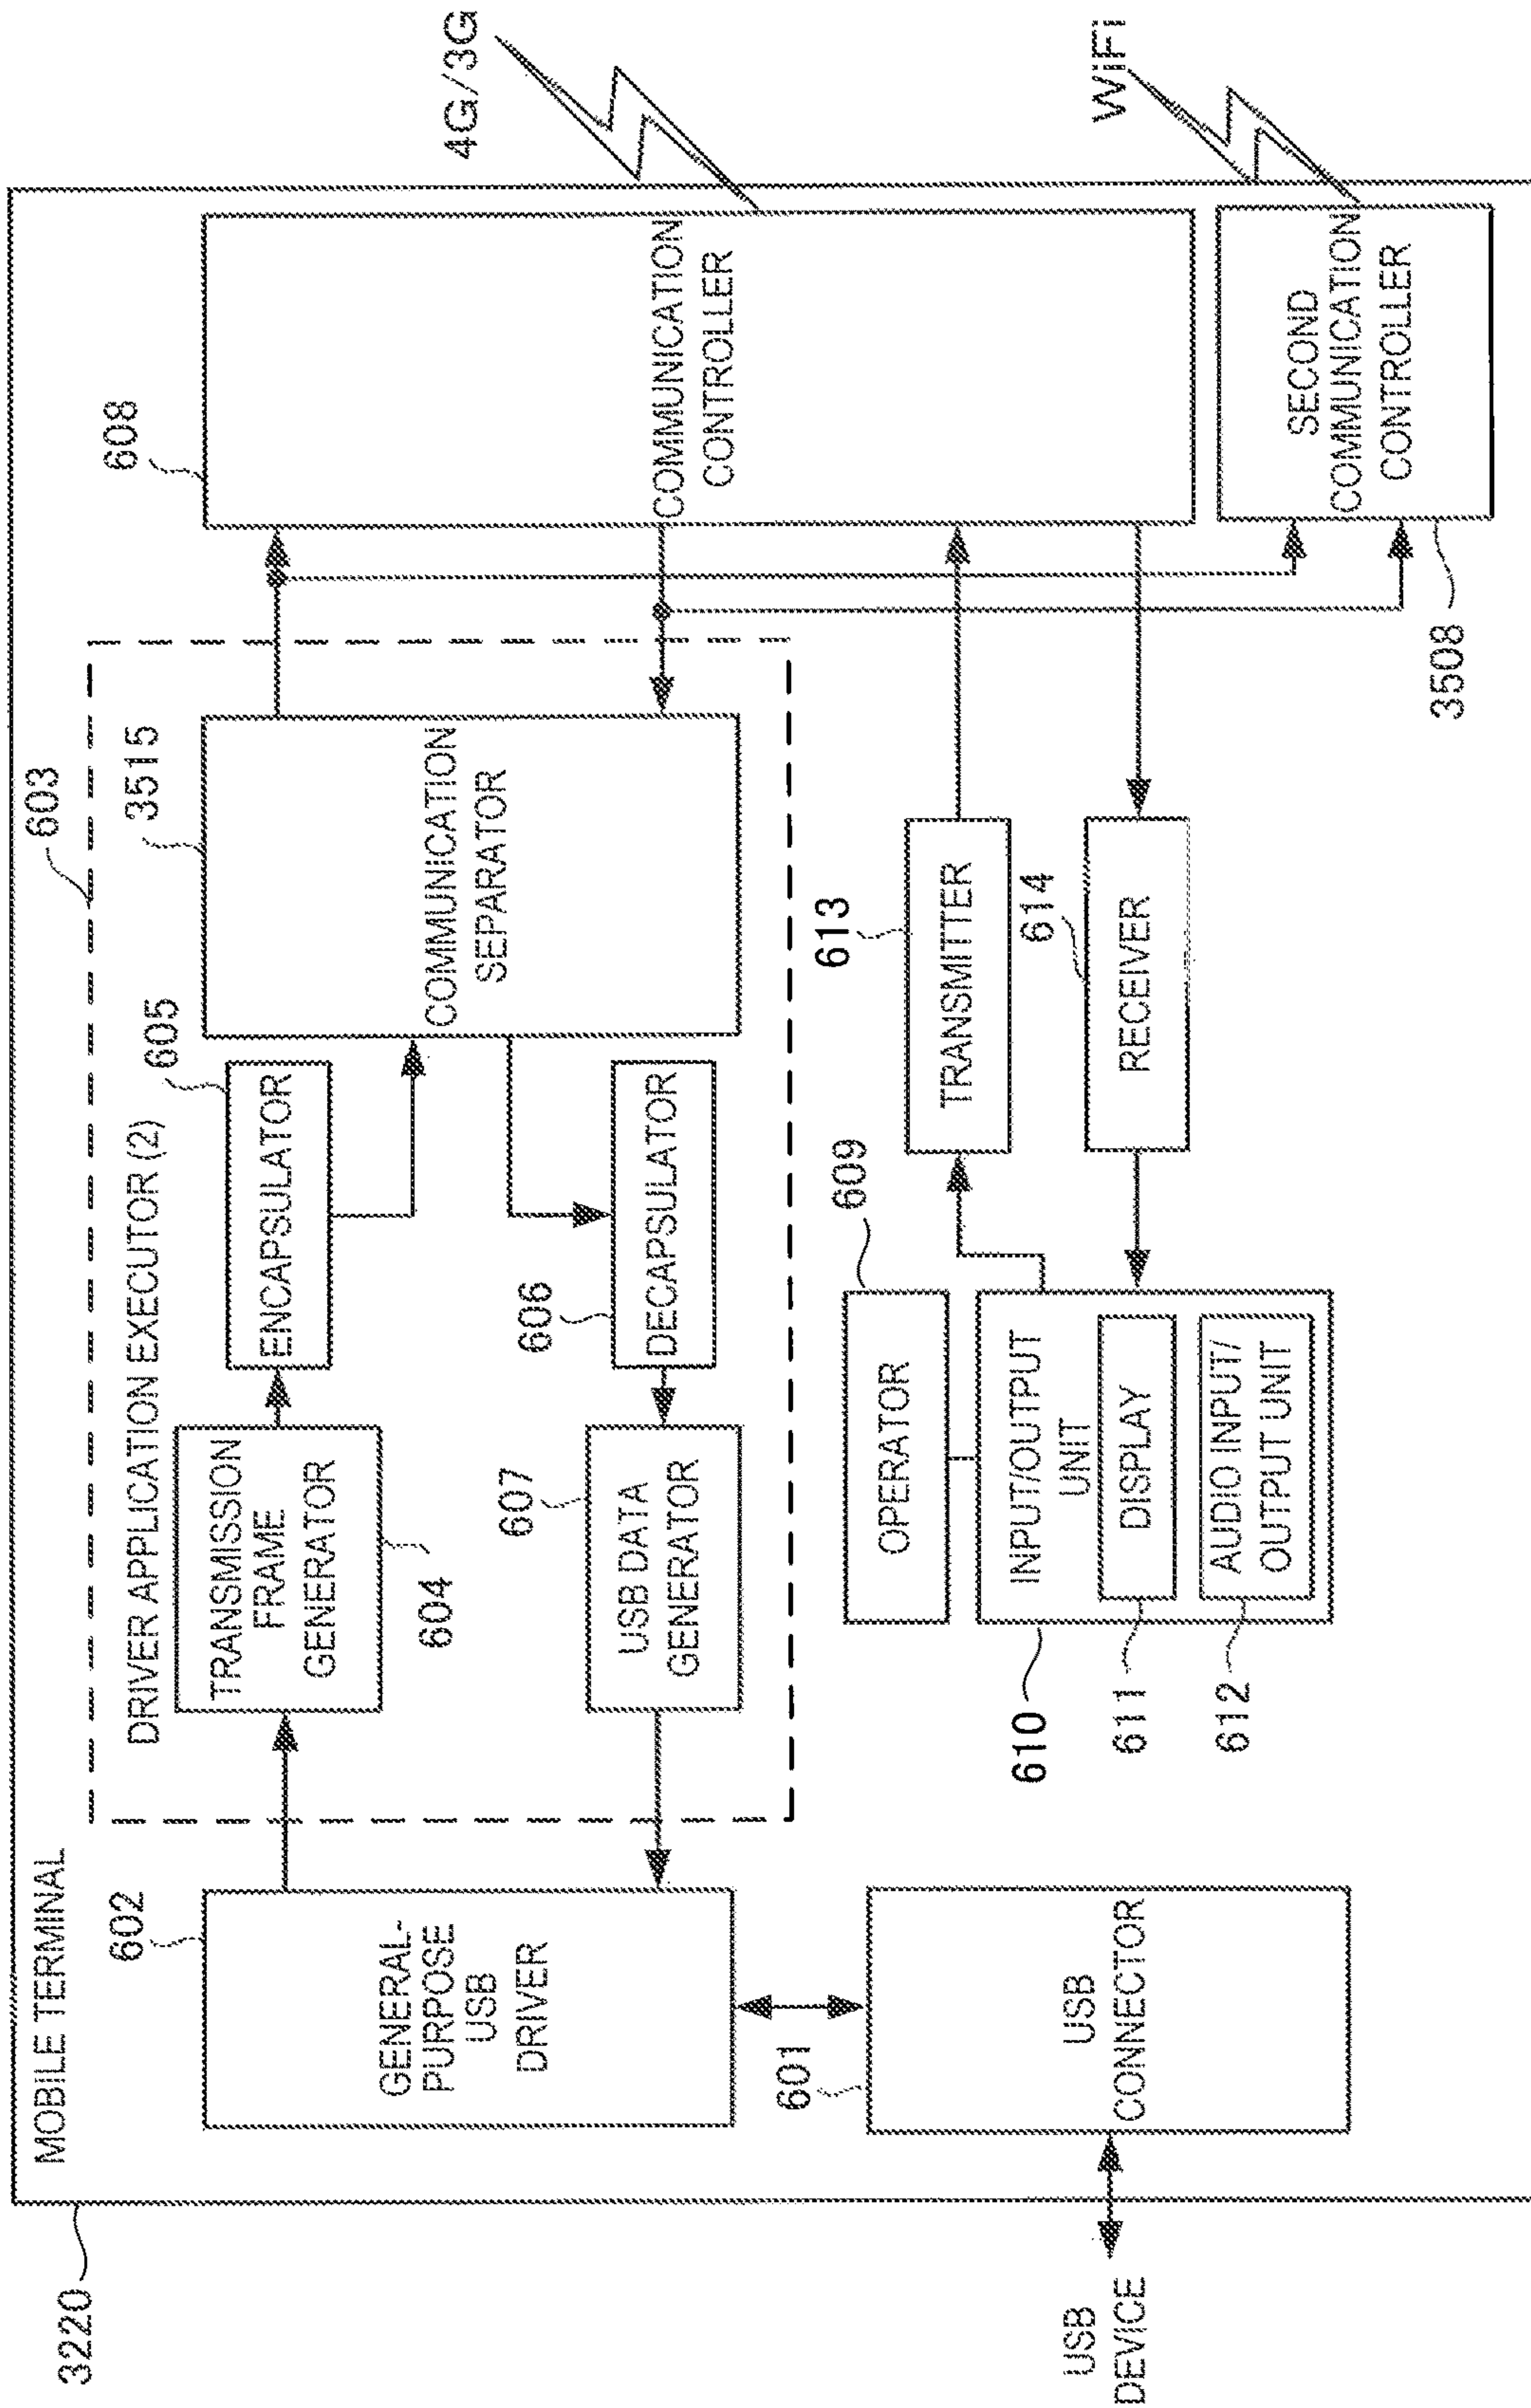 3220
MOBILE TERMINAL
603
DRIVER APPLICATION EXECUTOR (2)
602
GENERAL-
PURPOSE
USB
DRIVER
TRANSMISSION
FRAME
GENERATOR
604
605
ENCAPSULATOR
3515
COMMUNICATION
SEPARATOR
608
COMMUNICATION
CONTROLLER
4G/3G
607
USB DATA
GENERATOR
606
DECAPSULATOR
601
USB
CONNECTOR
USB
DEVICE
609
OPERATOR
610
INPUT/OUTPUT
UNIT
611
DISPLAY
612
AUDIO INPUT/
OUTPUT UNIT
613
TRANSMITTER
614
RECEIVER
3508
SECOND
COMMUNICATION
CONTROLLER
WiFi